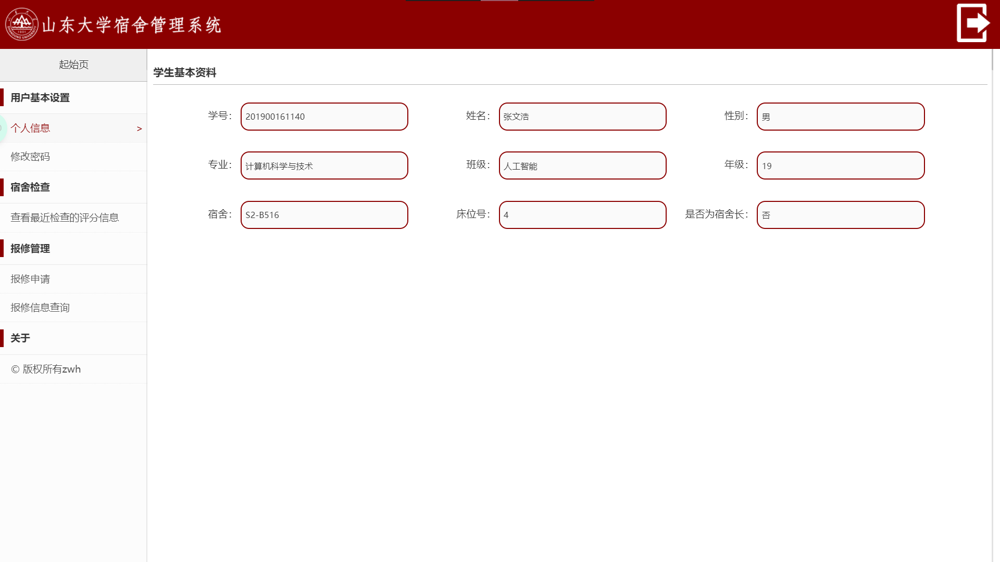 山东大学宿舍管理系统
SHANDONG UNIVERSITY
1901
起始页
用户基本设置
个人信息 >
修改密码
宿舍检查
查看最近检查的评分信息
报修管理
报修申请
报修信息查询
关于
© 版权所有zwh
学生基本资料
学号： 201900161140 姓名： 张文浩 性别： 男
专业： 计算机科学与技术 班级： 人工智能 年级： 19
宿舍： S2-B516 床位号： 4 是否为宿舍长： 否